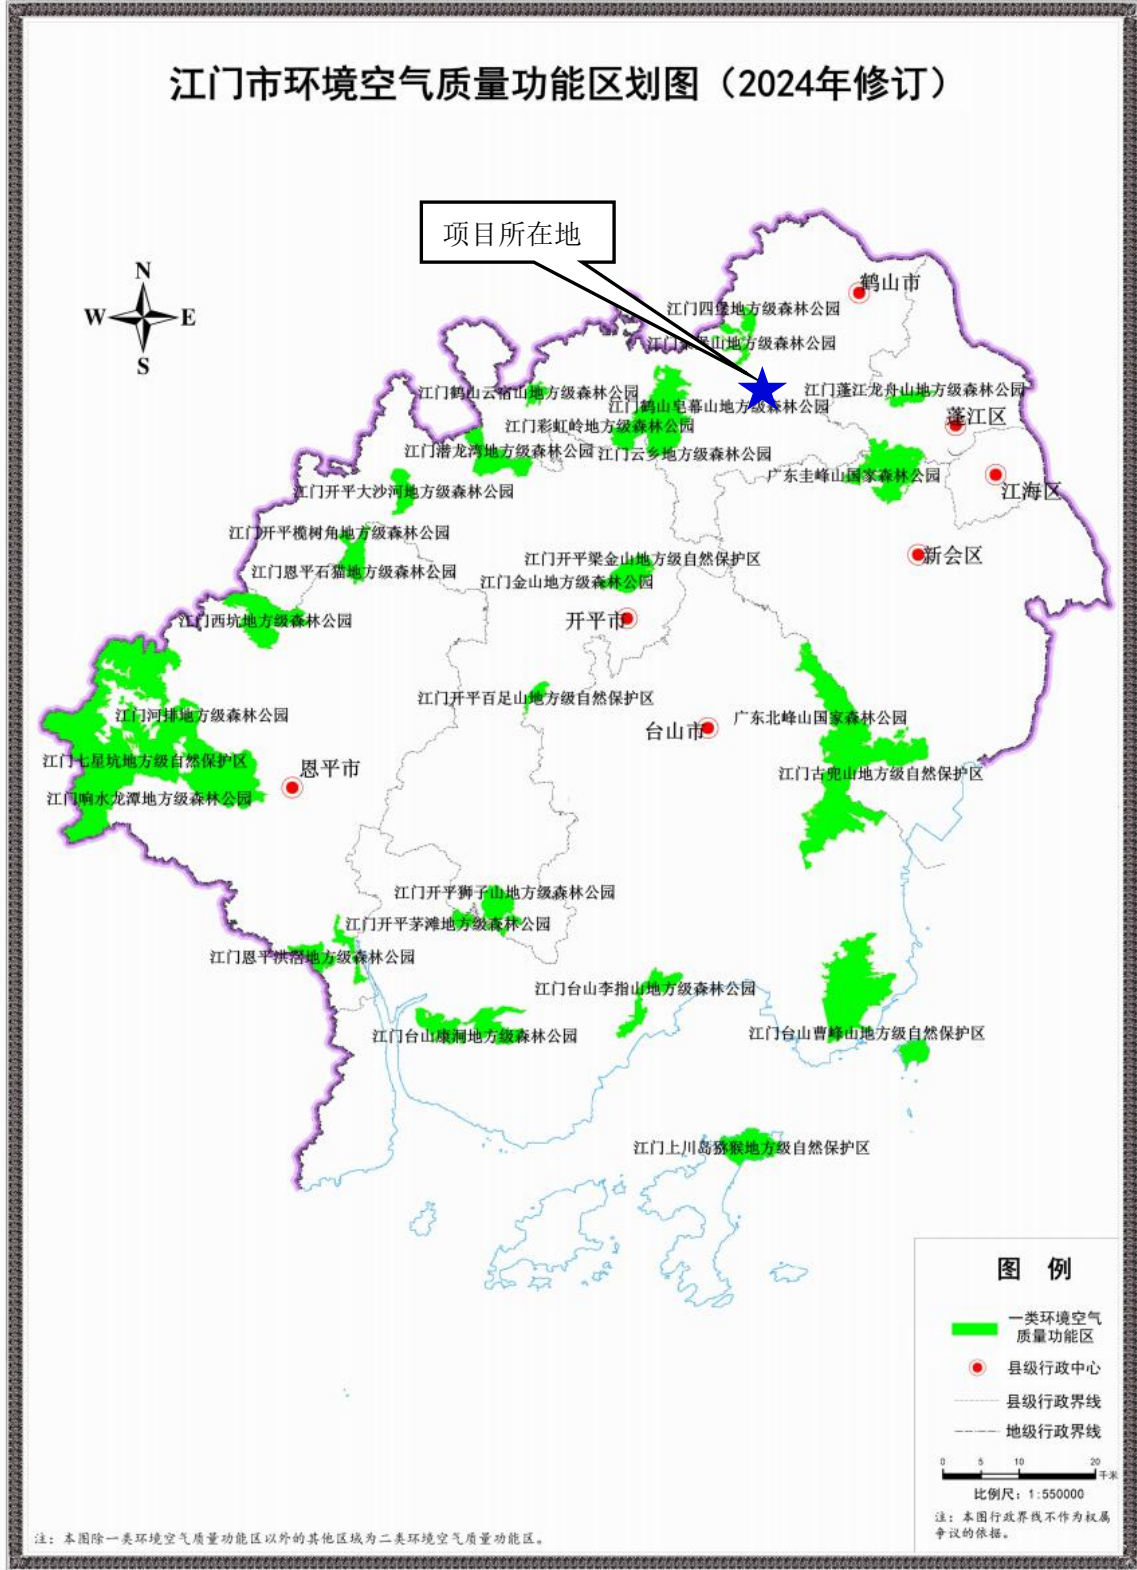 江门市环境空气质量功能区划图（2024年修订）
项目所在地
N
W
E
S
鹤山市
江门四堡地方级森林公园
山地方级森林公园
江门鹤山云宿山地方级森林公园
江门蓬江龙舟山地方级森林公园
江门鹤山皂幕山地方级森林公园
蓬江区
江门彩虹岭地方级森林公园
江门潜龙湾地方级森林公园
江门云乡地方级森林公园
广东圭峰山国家森林公园
江海区
江门开平大沙河地方级森林公园
江门开平榄树角地方级森林公园
新会区
江门开平梁金山地方级自然保护区
江门恩平石猫地方级森林公园
江门金山地方级森林公园
江门西坑地方级森林公园
开平市
江门开平百足山地方级自然保护区
江门河排地方级森林公园
广东北峰山国家森林公园
台山市
江门七星坑地方级自然保护区
恩平市
江门古兜山地方级自然保护区
江门响水龙潭地方级森林公园
江门开平狮子山地方级森林公园
江门开平茅滩地方级森林公园
江门恩平洪滘地方级森林公园
江门台山李指山地方级森林公园
江门台山康洞地方级森林公园
江门台山曹峰山地方级自然保护区
江门上川岛猕猴地方级自然保护区
图 例
一类环境空气
质量功能区
县级行政中心
县级行政界线
地级行政界线
0 5 10 20
千米
比例尺：1:550000
注：本图行政界线不作为权属
争议的依据。
注：本图除一类环境空气质量功能区以外的其他区域为二类环境空气质量功能区。